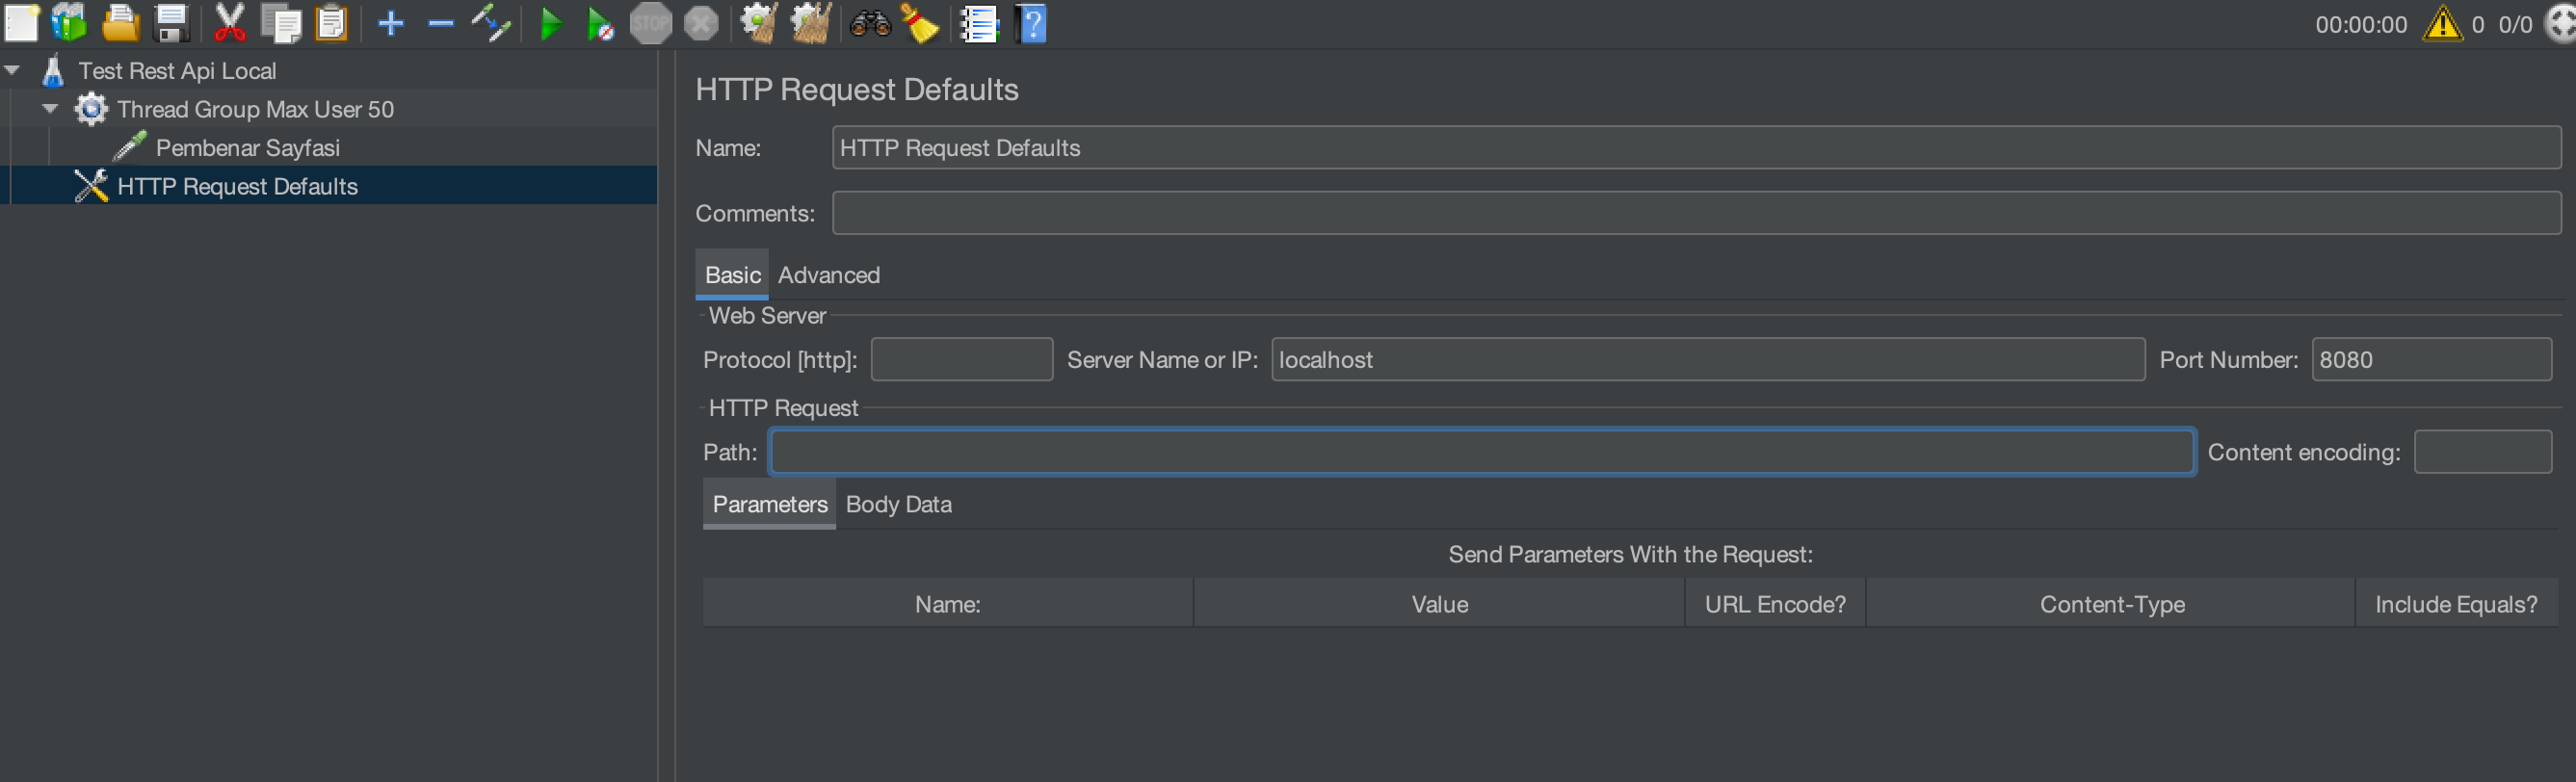 STOP
00:00:00 0 0/0
Test Rest Api Local
Thread Group Max User 50
Pembenar Sayfasi
HTTP Request Defaults
HTTP Request Defaults
Name: HTTP Request Defaults
Comments:
Basic Advanced
Web Server
Protocol [http]: Server Name or IP: localhost Port Number: 8080
HTTP Request
Path: Content encoding:
Parameters Body Data
Send Parameters With the Request:
Name: Value URL Encode? Content-Type Include Equals?